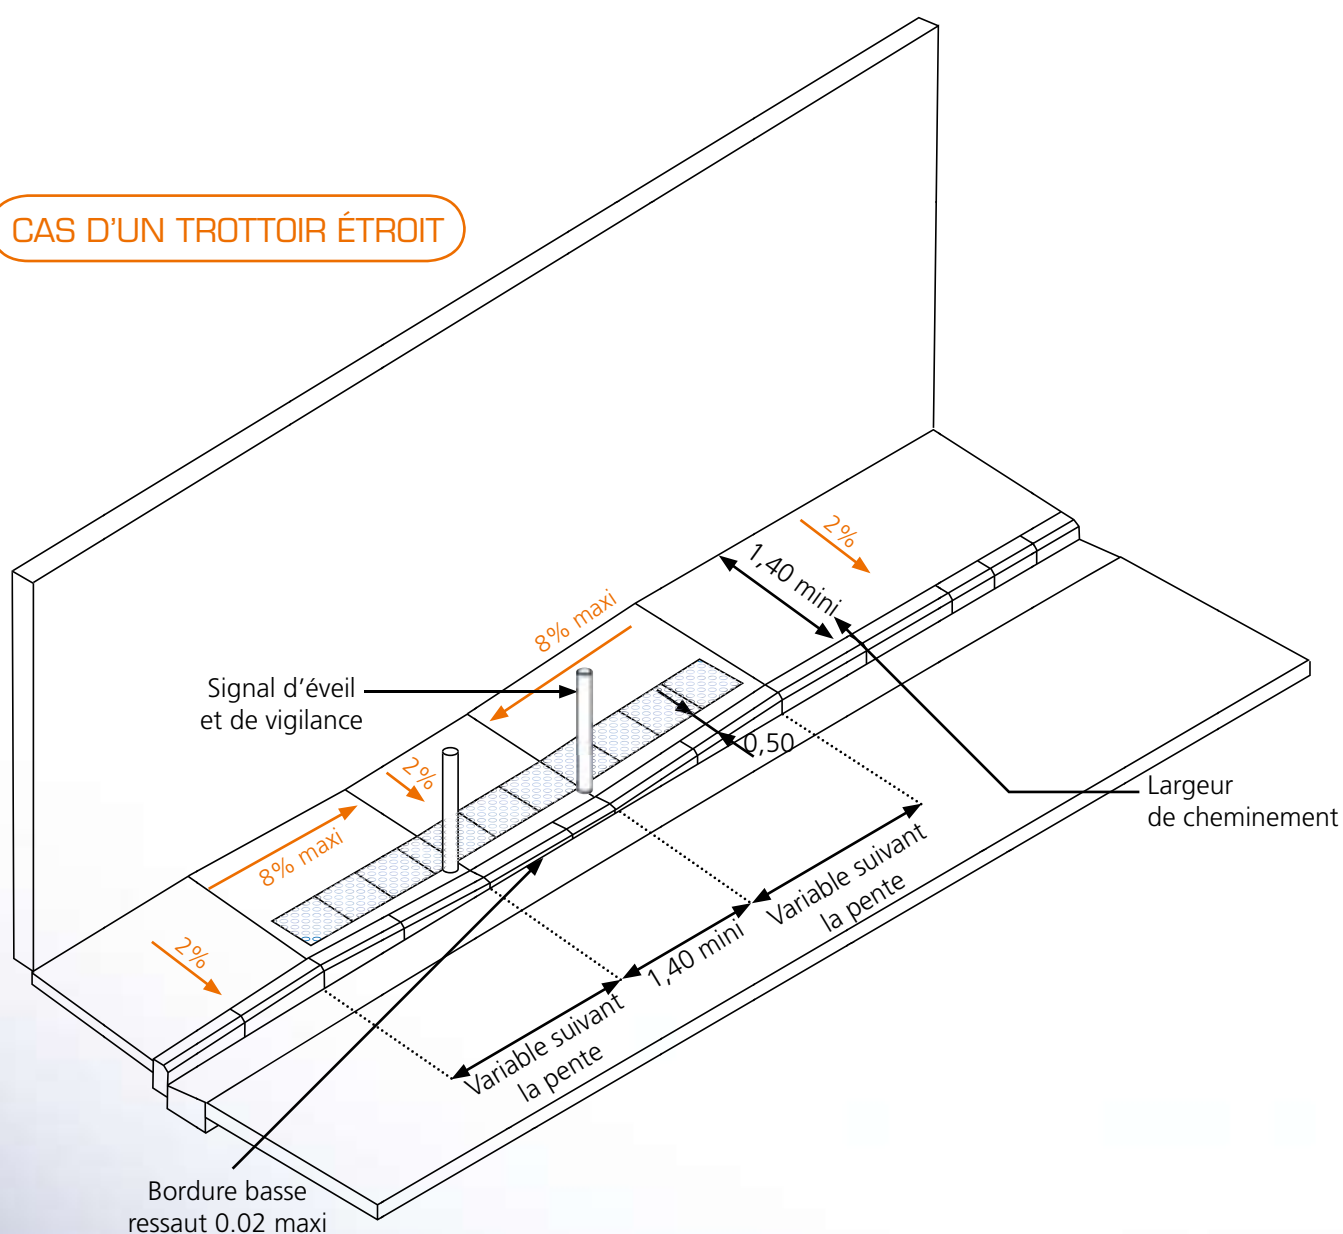 CAS D'UN TROTTOIR ÉTROIT
2%
1,40 mini
8% maxi
Signal d'éveil
et de vigilance
0,50
2%
Largeur
de cheminement
8% maxi
Variable suivant
la pente
2%
1,40 mini
Variable suivant
la pente
Bordure basse
ressaut 0.02 maxi